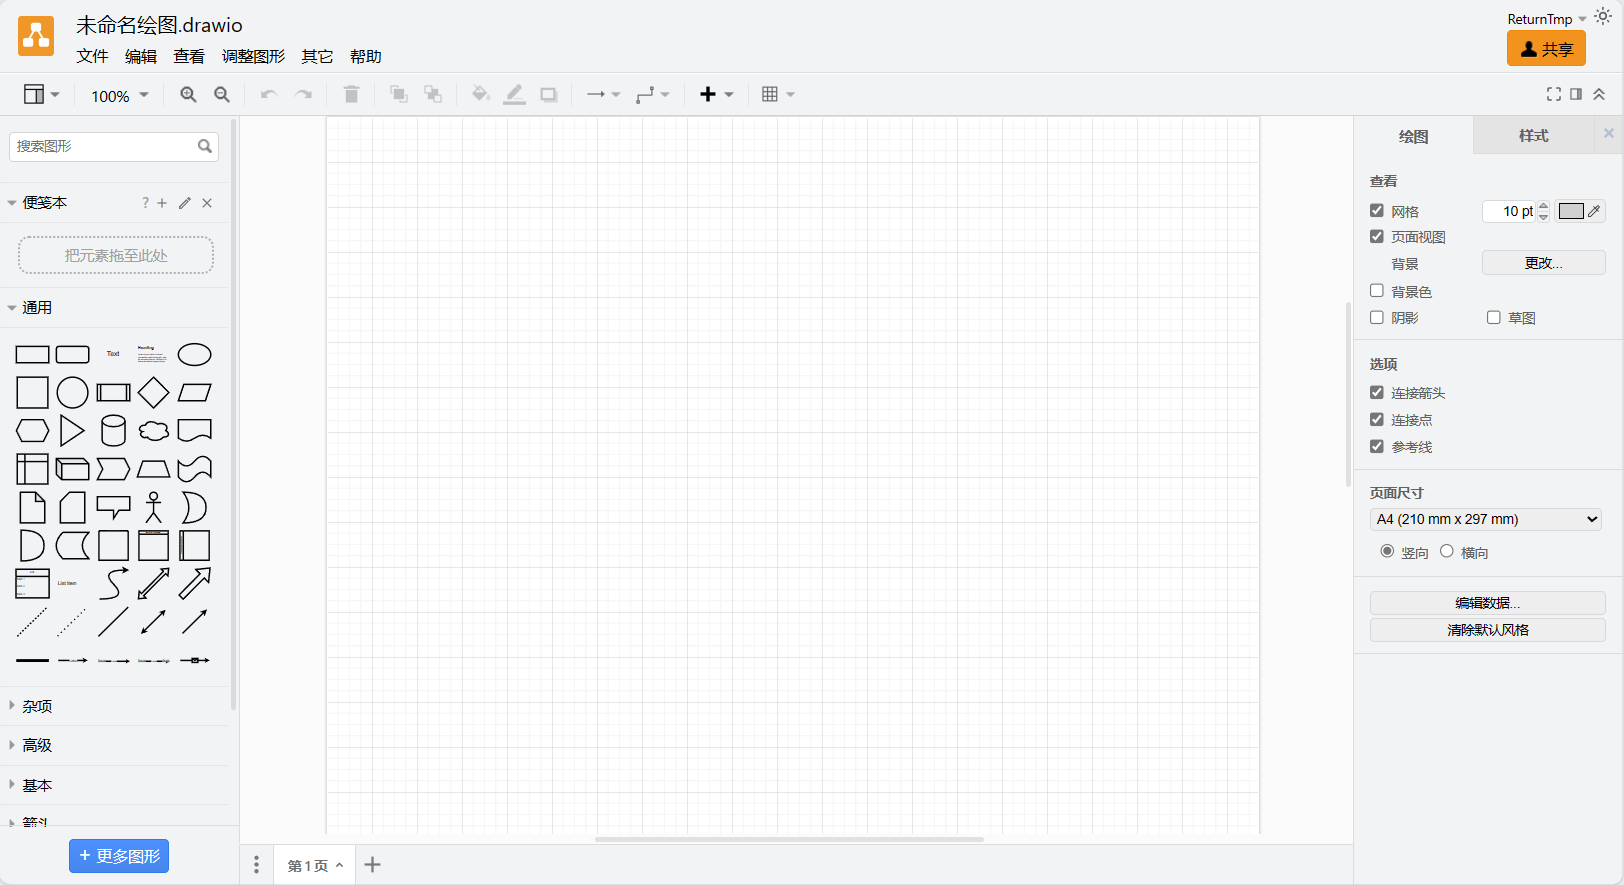 未命名绘图.drawio
ReturnTmp
文件 编辑 查看 调整图形 其它 帮助
共享
100%
搜索图形
便笺本 ?
把元素拖至此处
通用
Text
Heading
List Item
杂项
高级
基本
箭头
+ 更多图形
第1页
绘图 样式
查看
网格 10 pt
页面视图
背景 更改...
背景色
阴影 草图
选项
连接箭头
连接点
参考线
页面尺寸
A4 (210 mm x 297 mm)
竖向 横向
编辑数据...
清除默认风格